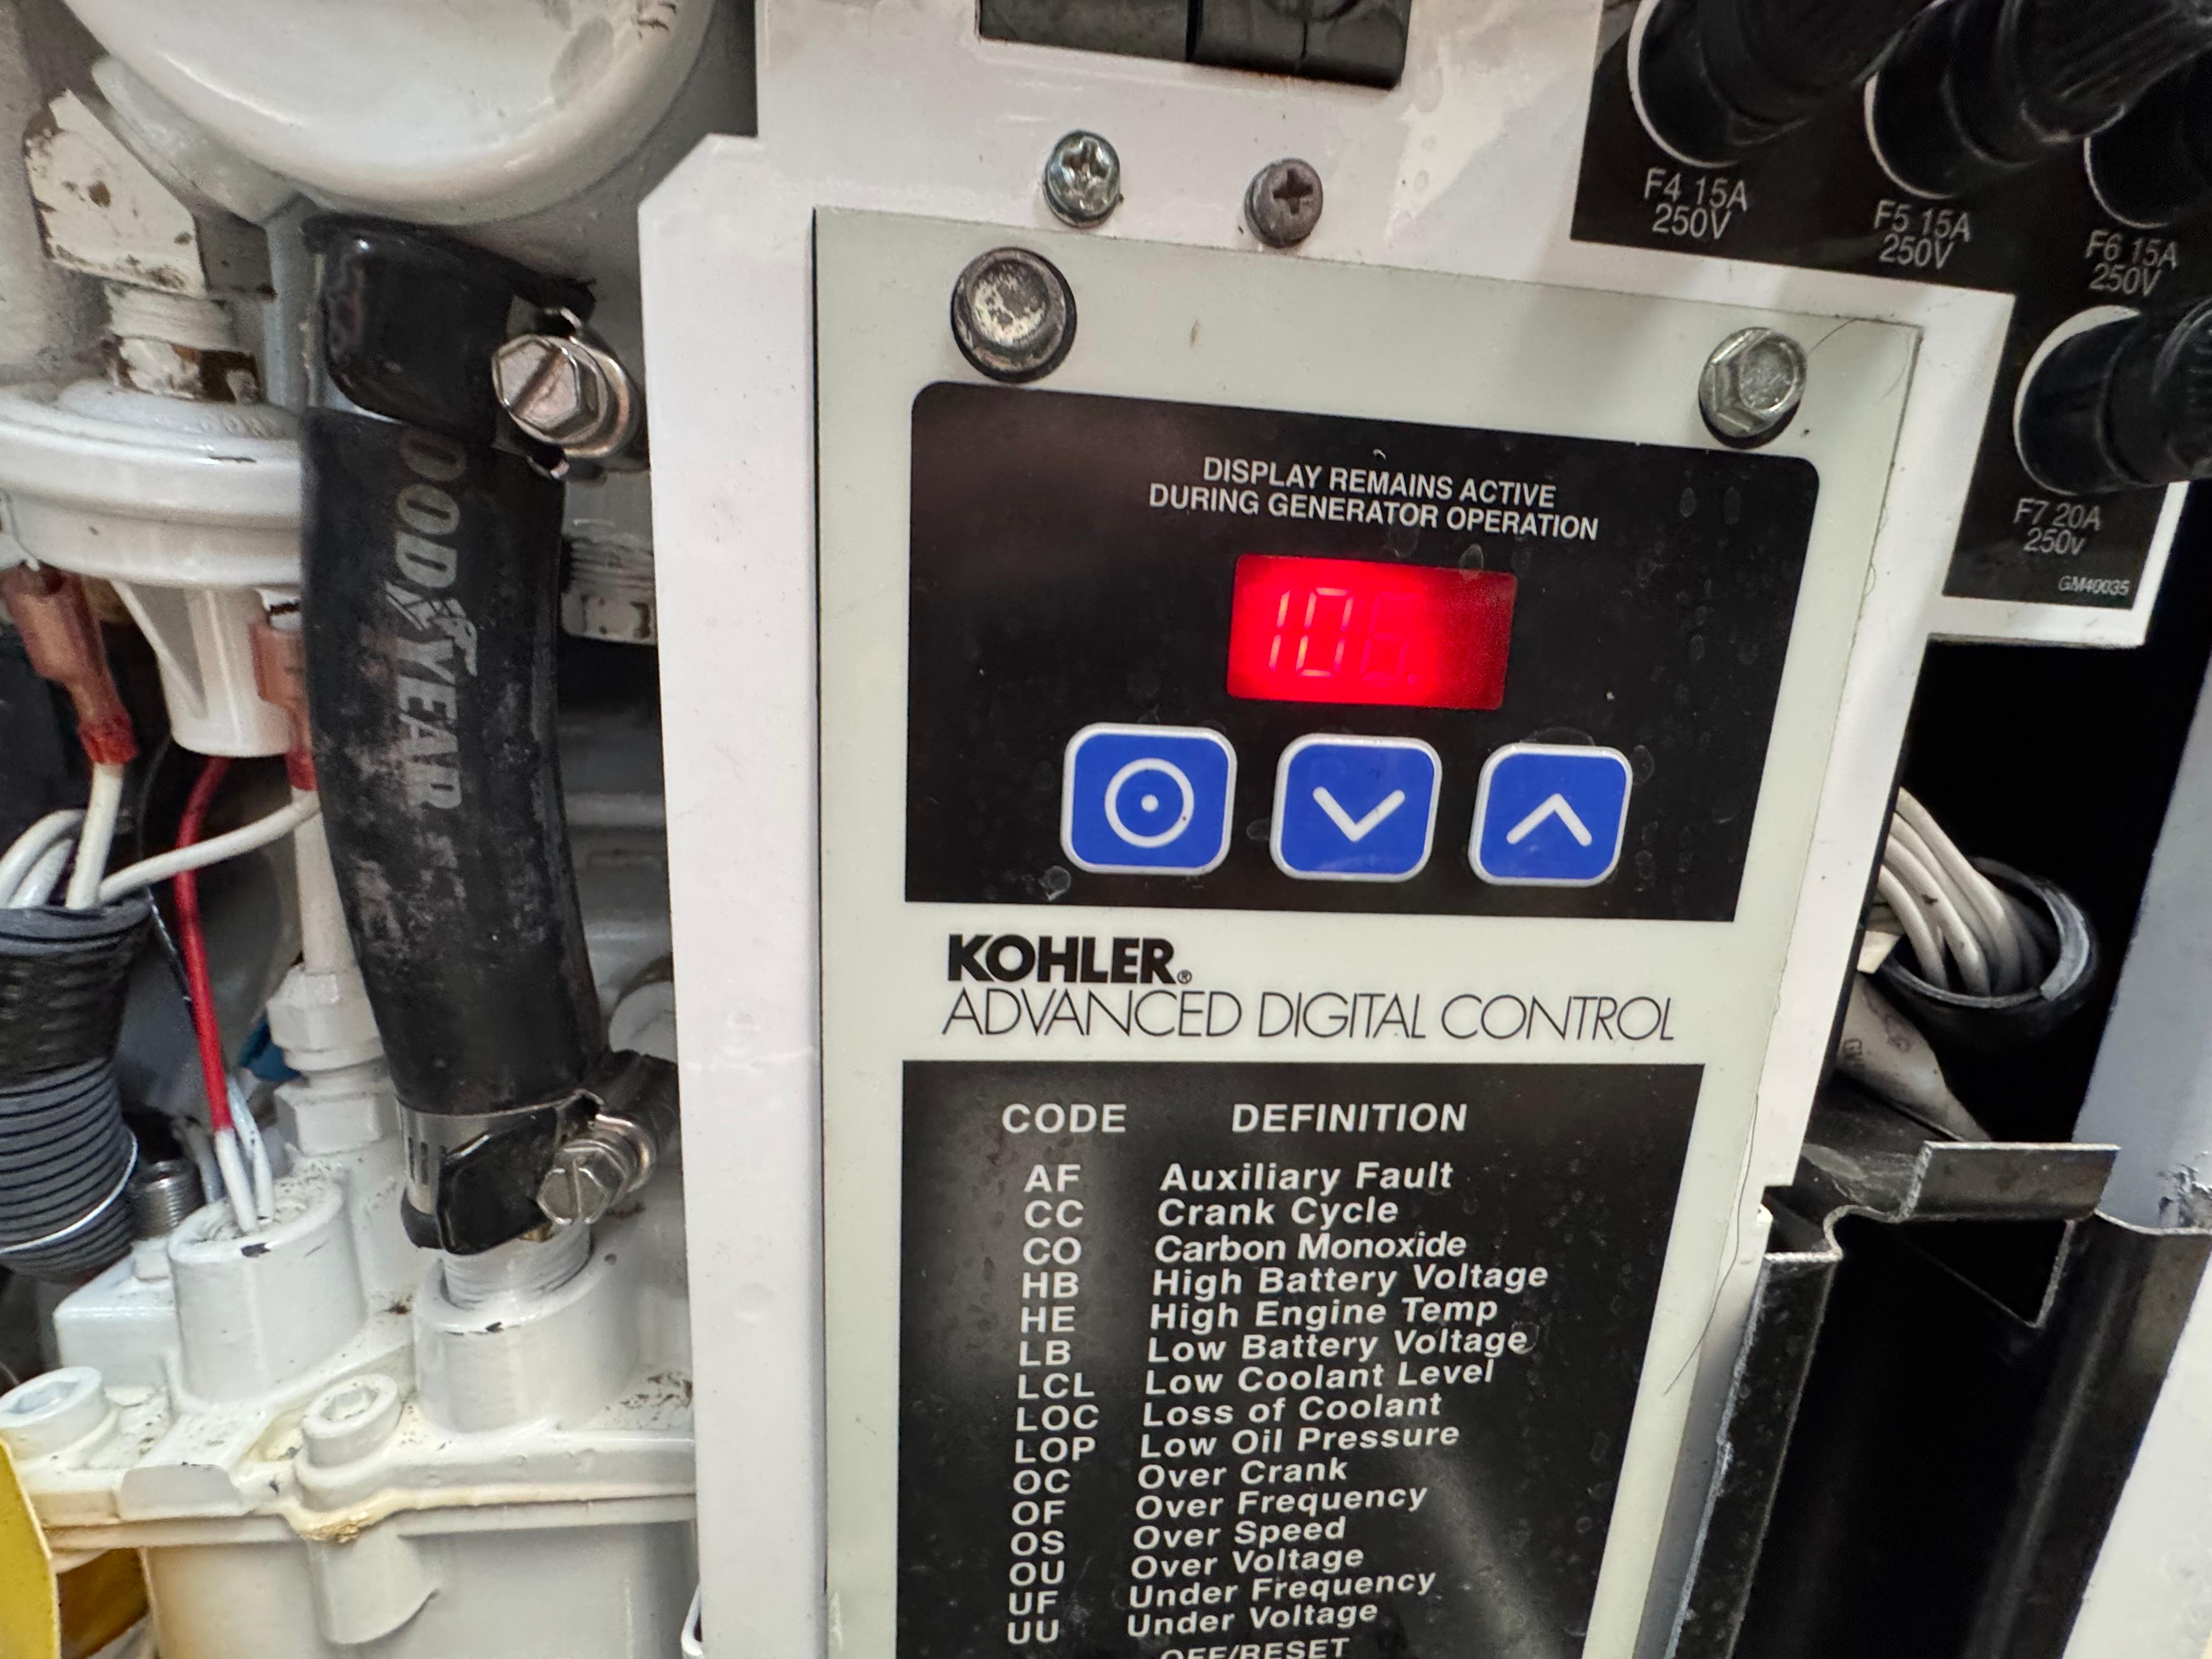 F4 15A
250V
F5 15A
250V
F6 15A
250V
F7 20A
250v
GM40035
DISPLAY REMAINS ACTIVE
DURING GENERATOR OPERATION
KOHLER®
ADVANCED DIGITAL CONTROL
CODE DEFINITION
AF Auxiliary Fault
CC Crank Cycle
CO Carbon Monoxide
HB High Battery Voltage
HE High Engine Temp
LB Low Battery Voltage
LCL Low Coolant Level
LOC Loss of Coolant
LOP Low Oil Pressure
OC Over Crank
OF Over Frequency
OS Over Speed
OU Over Voltage
UF Under Frequency
UU Under Voltage
OFF/RESET
OODYEAR